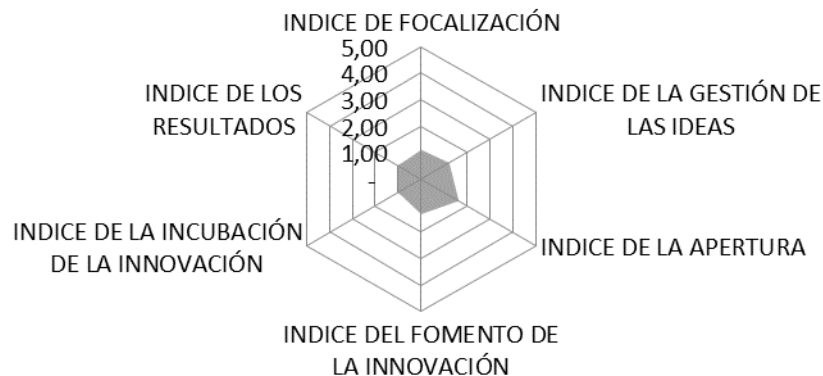 INDICE DE FOCALIZACIÓN
5,00
4,00
3,00
2,00
1,00
-
INDICE DE LA GESTIÓN DE
LAS IDEAS
INDICE DE LA APERTURA
INDICE DEL FOMENTO DE
LA INNOVACIÓN
INDICE DE LA INCUBACIÓN
DE LA INNOVACIÓN
INDICE DE LOS
RESULTADOS